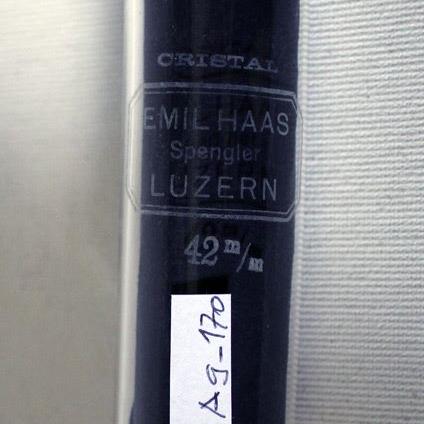 CRISTAL
EMIL HAAS
Spengler
LUZERN
42 m/m
Ag-170